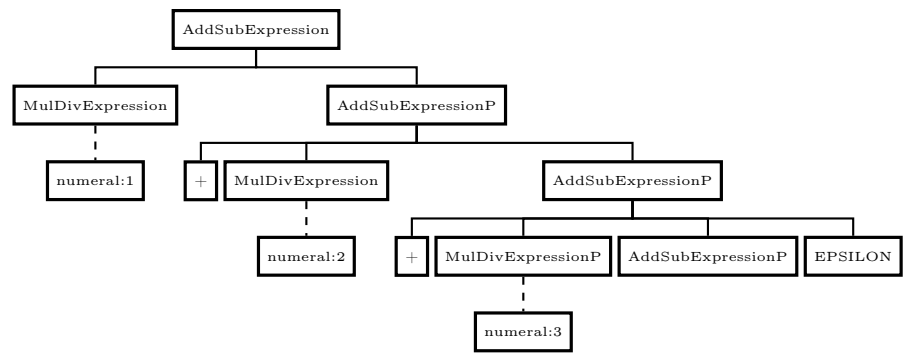 AddSubExpression
MulDivExpression AddSubExpressionP
numeral:1 + MulDivExpression AddSubExpressionP
numeral:2 + MulDivExpressionP AddSubExpressionP EPSILON
numeral:3